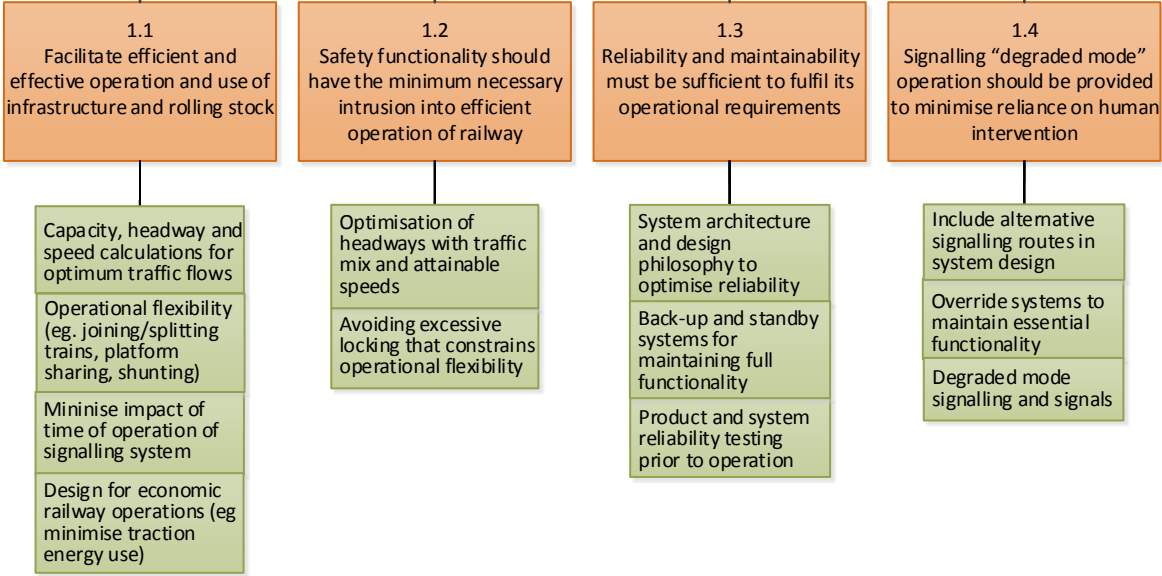 1.1
Facilitate efficient and
effective operation and use of
infrastructure and rolling stock
Capacity, headway and
speed calculations for
optimum traffic flows
Operational flexibility
(eg. joining/splitting
trains, platform
sharing, shunting)
Mininise impact of
time of operation of
signalling system
Design for economic
railway operations (eg
minimise traction
energy use)
1.2
Safety functionality should
have the minimum necessary
intrusion into efficient
operation of railway
Optimisation of
headways with traffic
mix and attainable
speeds
Avoiding excessive
locking that constrains
operational flexibility
1.3
Reliability and maintainability
must be sufficient to fulfil its
operational requirements
System architecture
and design
philosophy to
optimise reliability
Back-up and standby
systems for
maintaining full
functionality
Product and system
reliability testing
prior to operation
1.4
Signalling “degraded mode”
operation should be provided
to minimise reliance on human
intervention
Include alternative
signalling routes in
system design
Override systems to
maintain essential
functionality
Degraded mode
signalling and signals